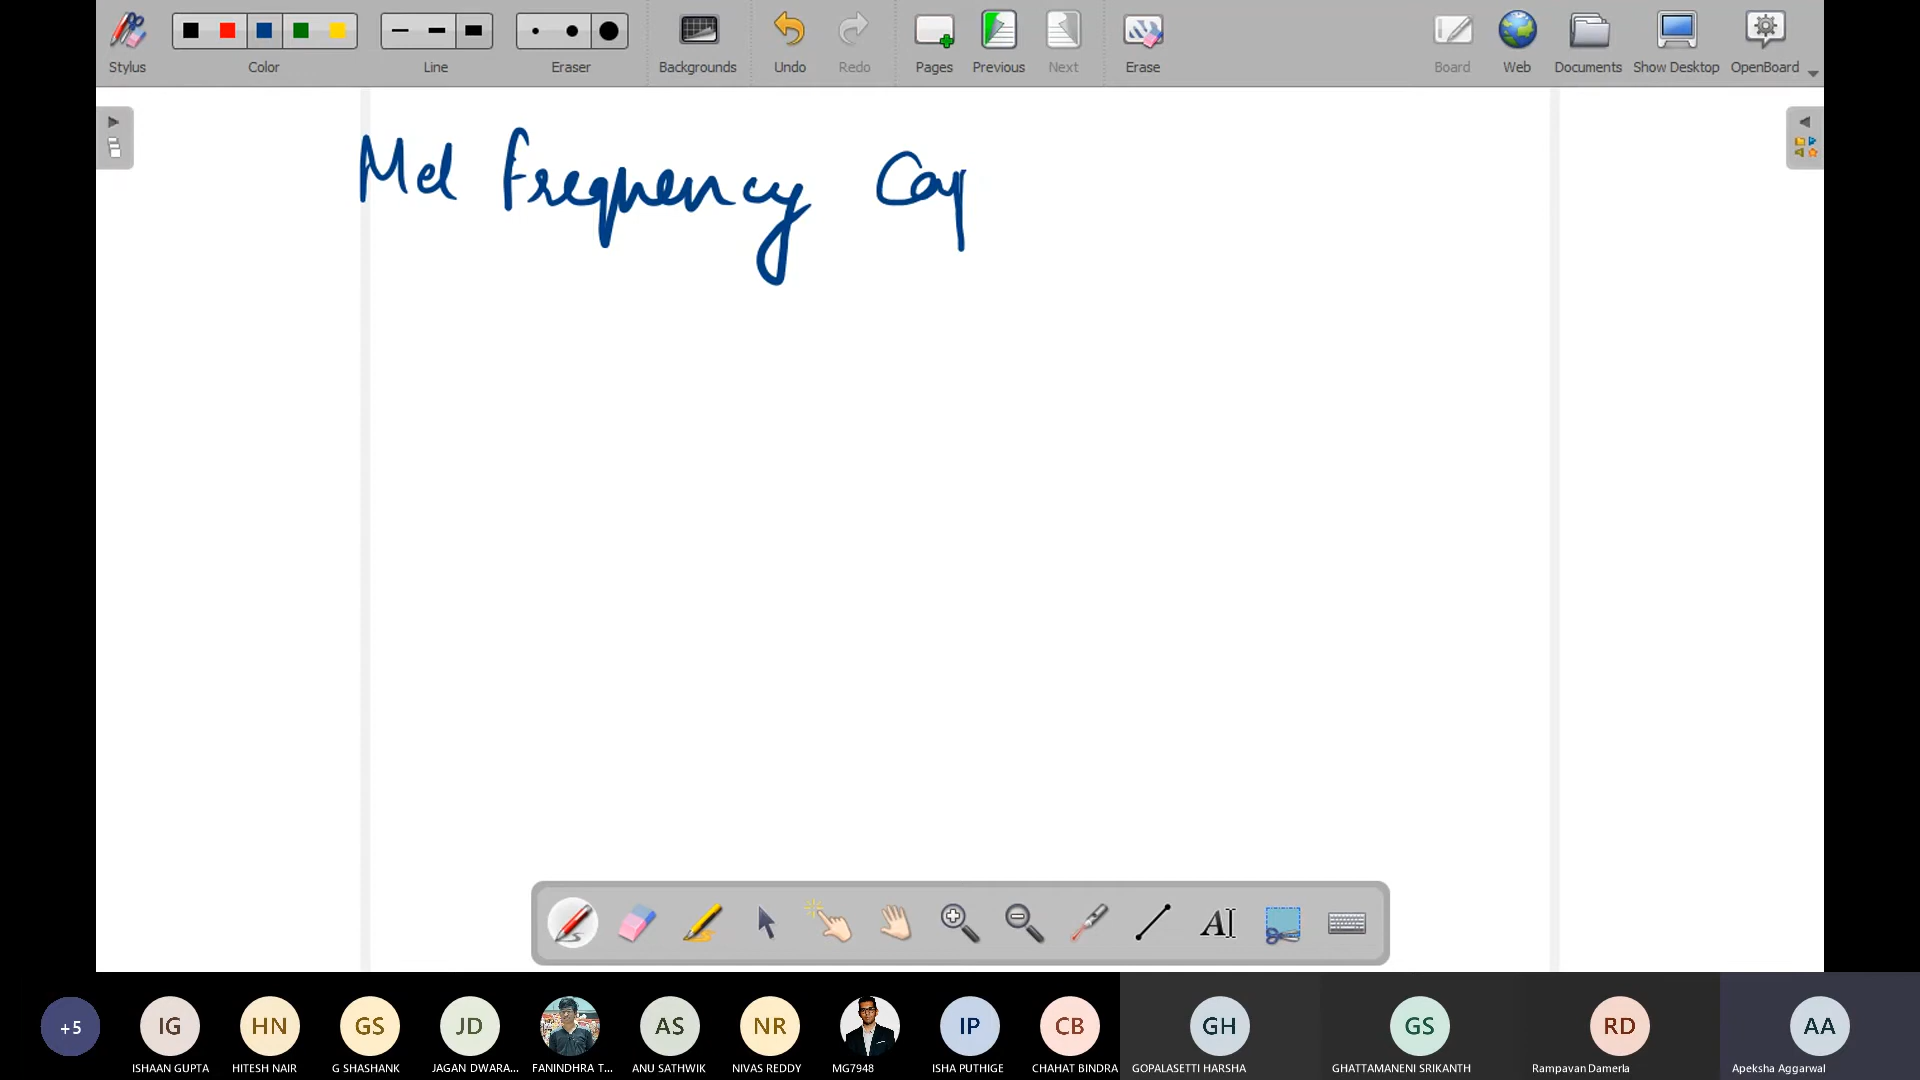 Stylus Color Line Eraser Backgrounds Undo Redo Pages Previous Next Erase Board Web Documents Show Desktop OpenBoard
Mel Frequency Cap
AI
+5 IG HN GS JD AS NR IP CB GH GS RD AA
ISHAAN GUPTA HITESH NAIR G SHASHANK JAGAN DWARA... FANINDHRA T... ANU SATHWIK NIVAS REDDY MG7948 ISHA PUTHIGE CHAHAT BINDRA GOPALASETTI HARSHA GHATTAMANENI SRIKANTH Rampavan Damerla Apeksha Aggarwal